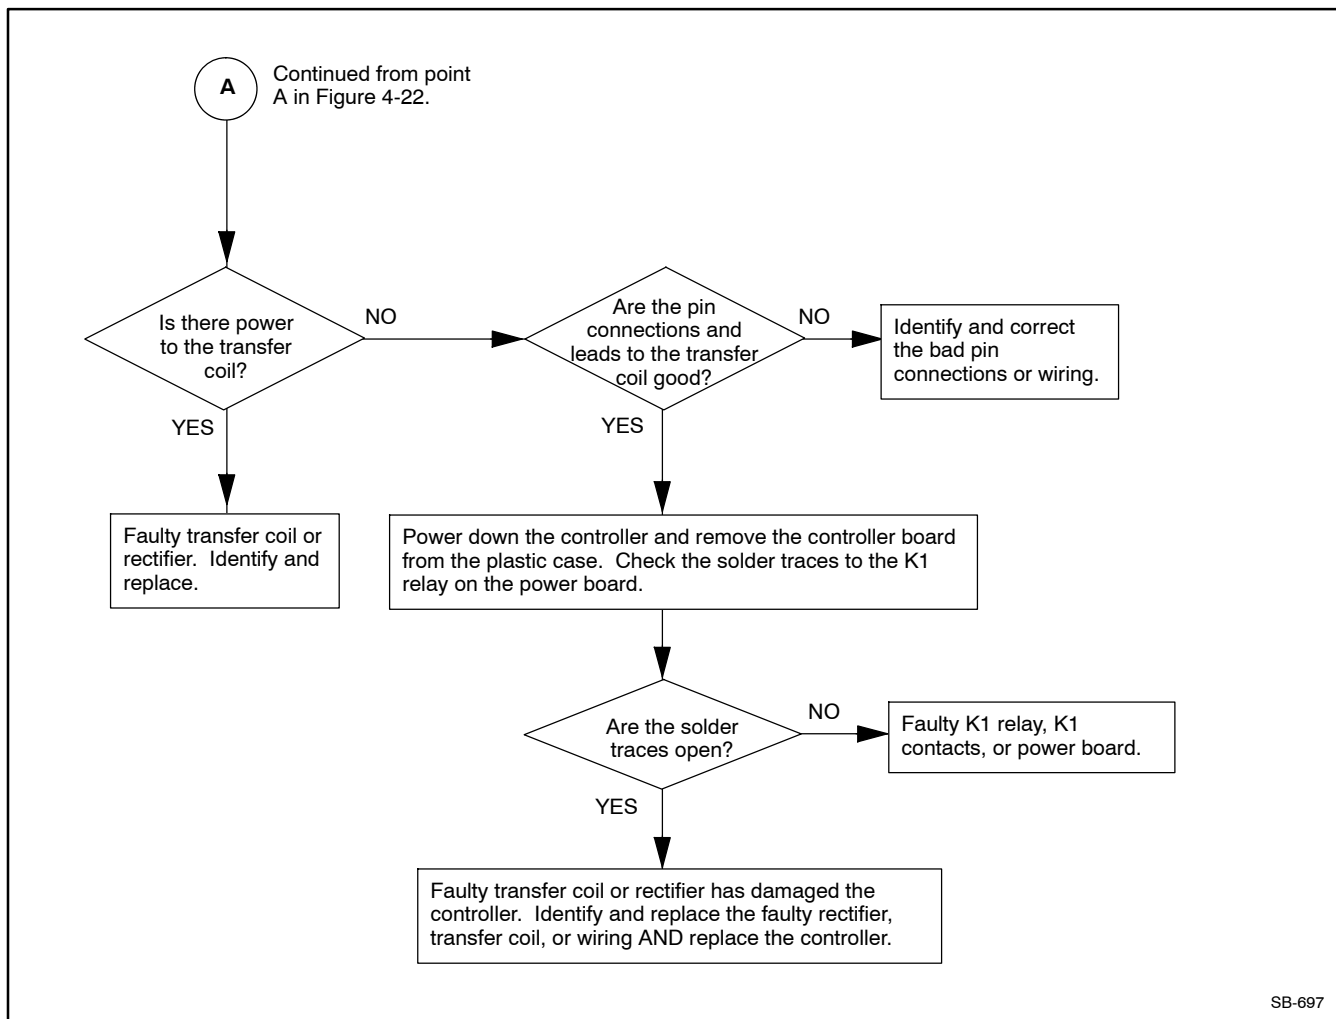 A
Continued from point
A in Figure 4-22.
Is there power
to the transfer
coil?
NO
Are the pin
connections and
leads to the transfer
coil good?
NO
Identify and correct
the bad pin
connections or wiring.
YES
YES
Faulty transfer coil or
rectifier.  Identify and
replace.
Power down the controller and remove the controller board
from the plastic case.  Check the solder traces to the K1
relay on the power board.
Are the solder
traces open?
NO
Faulty K1 relay, K1
contacts, or power board.
YES
Faulty transfer coil or rectifier has damaged the
controller.  Identify and replace the faulty rectifier,
transfer coil, or wiring AND replace the controller.
SB-697